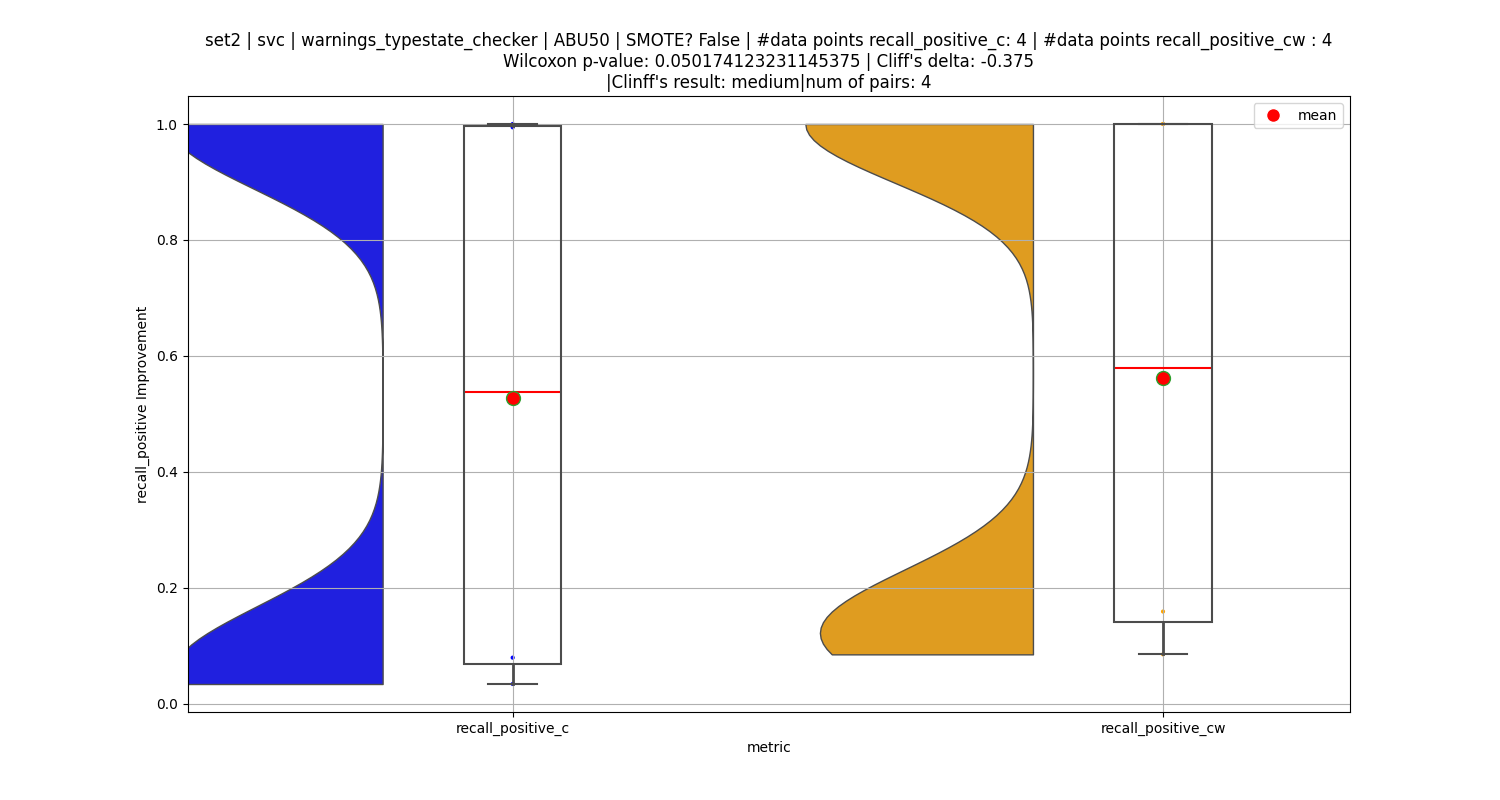 set2 | svc | warnings_typestate_checker | ABU50 | SMOTE? False | #data points recall_positive_c: 4 | #data points recall_positive_cw : 4
Wilcoxon p-value: 0.050174123231145375 | Cliff's delta: -0.375
|Clinff's result: medium|num of pairs: 4
mean
1.0
0.8
0.6
0.4
0.2
0.0
recall_positive Improvement
recall_positive_c
recall_positive_cw
metric